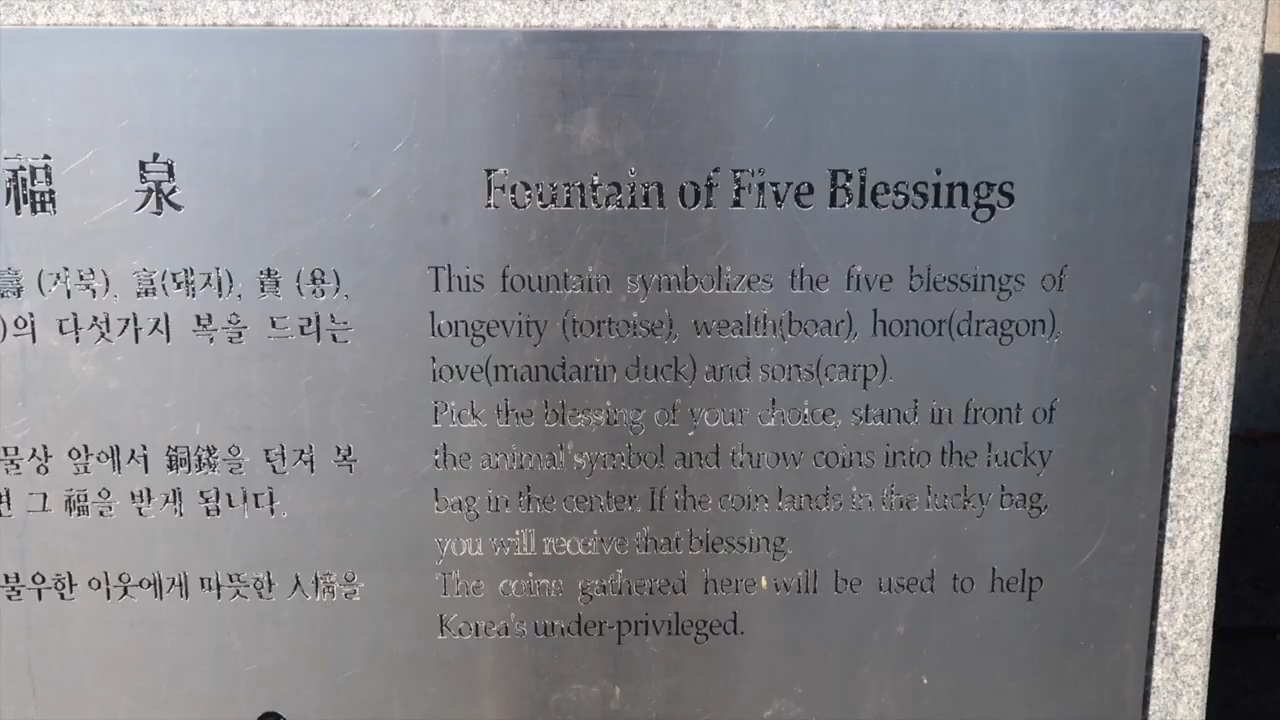 福 泉
壽 (거북), 富(돼지), 貴 (용),
)의 다섯가지 복을 드리는
물상 앞에서 銅錢을 던져 복
면 그 福을 받게 됩니다.
불우한 이웃에게 따뜻한 人情을
Fountain of Five Blessings
This fountain symbolizes the five blessings of
longevity (tortoise), wealth(boar), honor(dragon),
love(mandarin duck) and sons(carp).
Pick the blessing of your choice, stand in front of
the animal symbol and throw coins into the lucky
bag in the center. If the coin lands in the lucky bag,
you will receive that blessing.
The coins gathered here will be used to help
Korea's under-privileged.